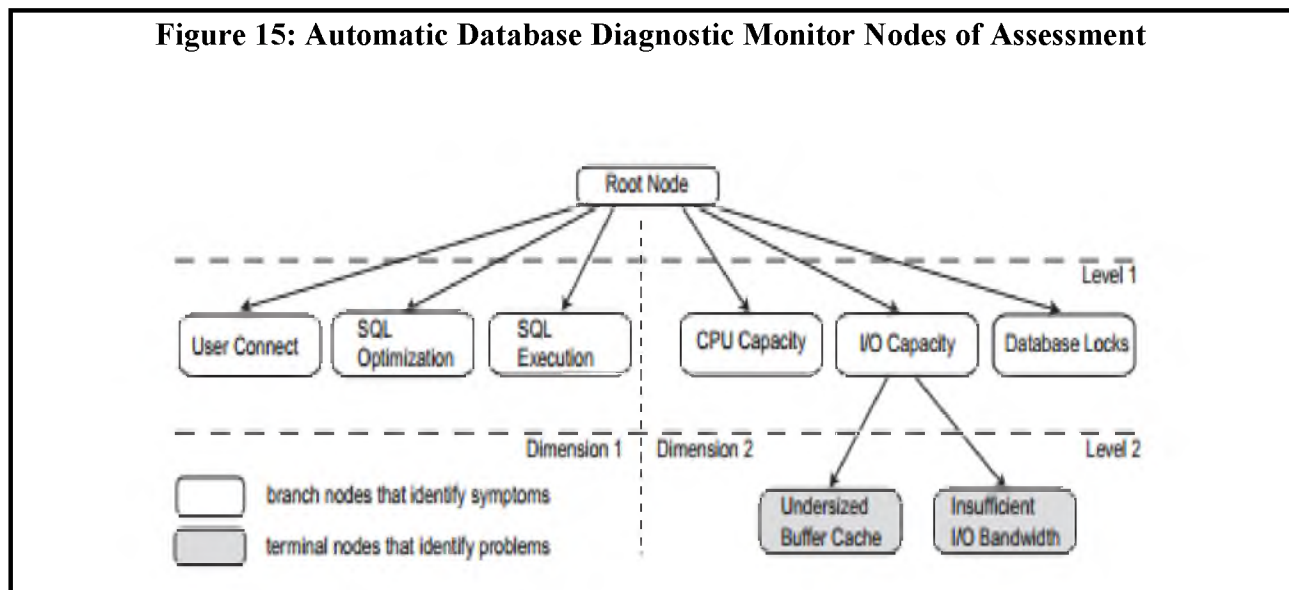 Figure 15: Automatic Database Diagnostic Monitor Nodes of Assessment
Root Node
Level 1
User Connect
SQL
Optimization
SQL
Execution
CPU Capacity
I/O Capacity
Database Locks
Dimension 1
Dimension 2
Level 2
branch nodes that identify symptoms
terminal nodes that identify problems
Undersized
Buffer Cache
Insufficient
I/O Bandwidth